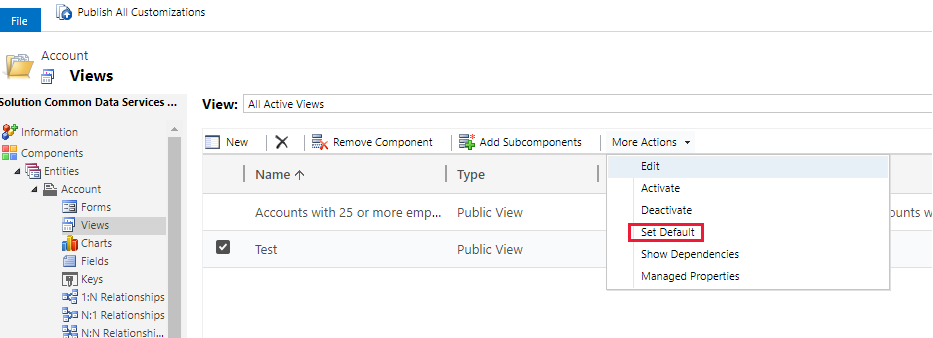 File
Publish All Customizations
Account
Views
Solution Common Data Services ...
Information
Components
Entities
Account
Forms
Views
Charts
Fields
Keys
1:N Relationships
N:1 Relationships
N:N Relationshi...
View: All Active Views
New Remove Component Add Subcomponents More Actions
Name Type
Accounts with 25 or more emp... Public View ounts w
Test Public View
Edit
Activate
Deactivate
Set Default
Show Dependencies
Managed Properties